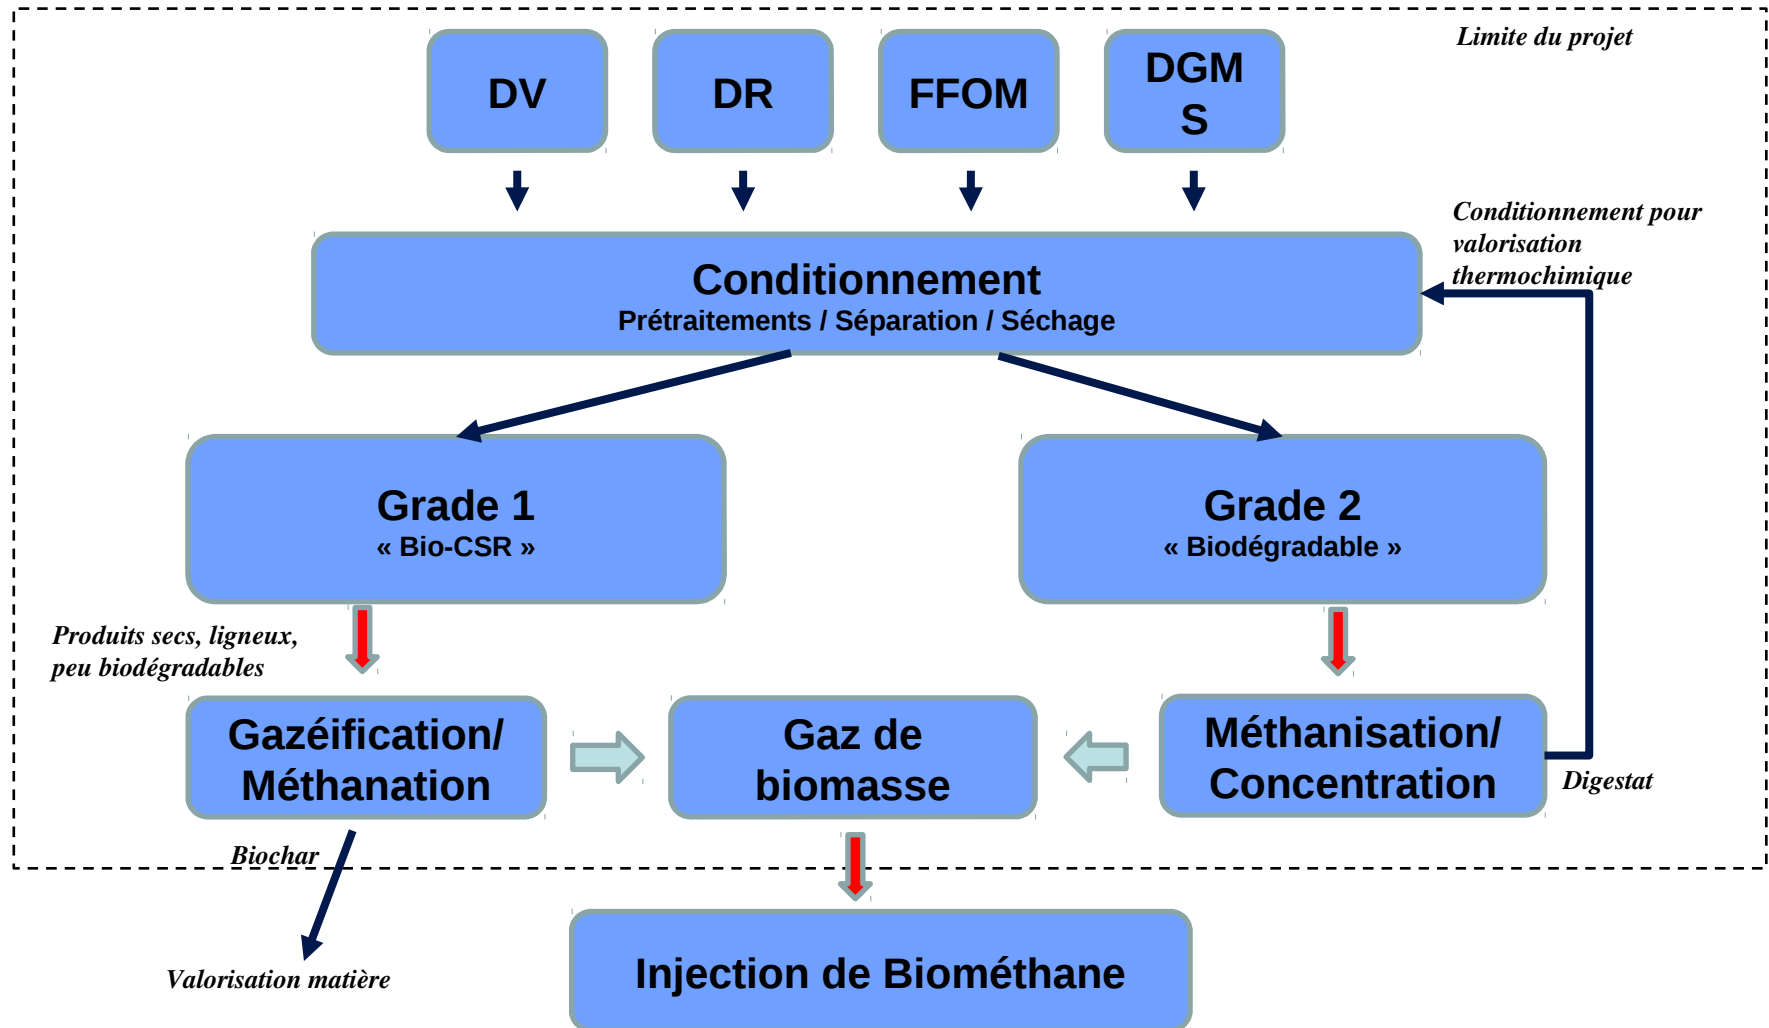 Limite du projet
DV
DR
FFOM
DGM
S
Conditionnement pour
valorisation
thermochimique
Conditionnement
Prétraitements / Séparation / Séchage
Grade 1
« Bio-CSR »
Grade 2
« Biodégradable »
Produits secs, ligneux,
peu biodégradables
Gazéification/
Méthanation
Gaz de
biomasse
Méthanisation/
Concentration
Digestat
Biochar
Valorisation matière
Injection de Biométhane